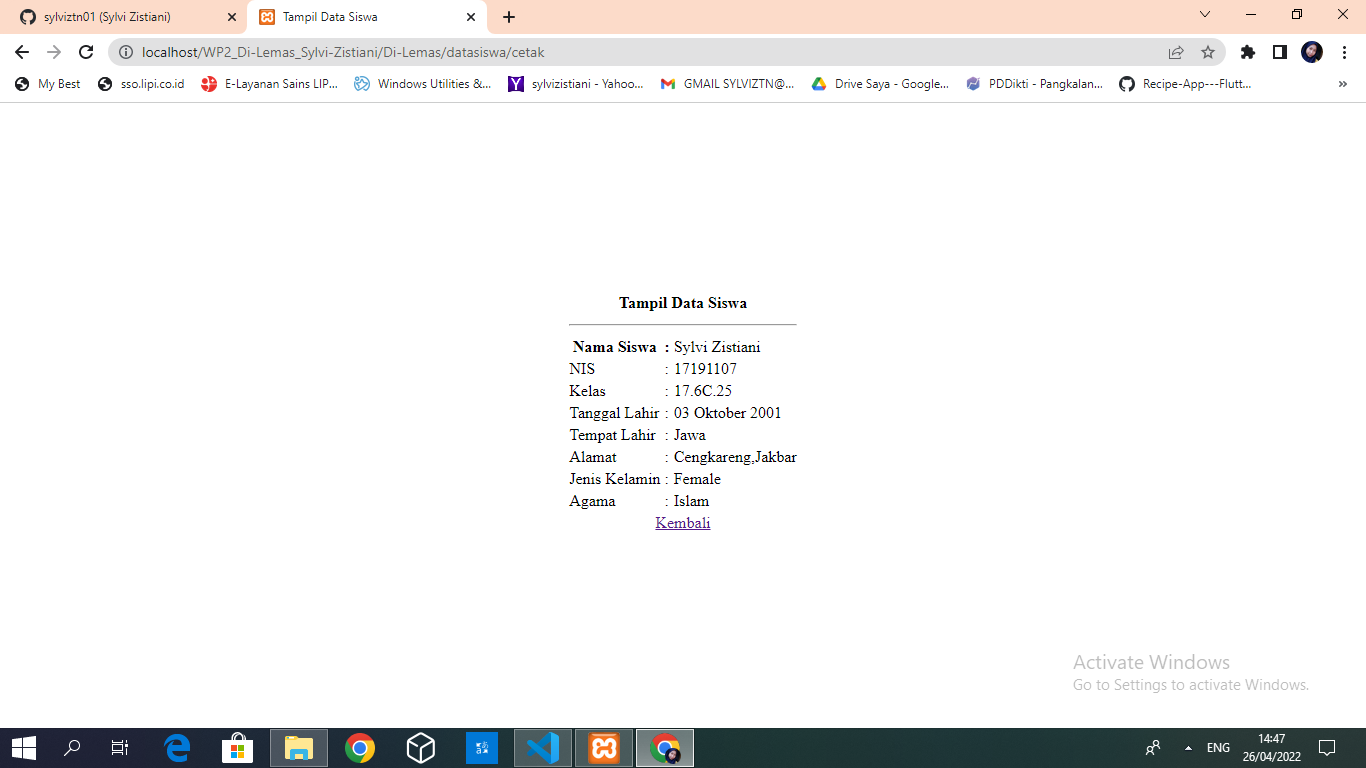 sylviztn01 (Sylvi Zistiani)
Tampil Data Siswa
localhost/WP2_Di-Lemas_Sylvi-Zistiani/Di-Lemas/datasiswa/cetak
My Best
sso.lipi.co.id
E-Layanan Sains LIP...
Windows Utilities &...
sylvizistiani - Yahoo...
GMAIL SYLVIZTN@...
Drive Saya - Google...
PDDikti - Pangkalan...
Recipe-App---Flutt...
»
Tampil Data Siswa
Nama Siswa : Sylvi Zistiani
NIS : 17191107
Kelas : 17.6C.25
Tanggal Lahir : 03 Oktober 2001
Tempat Lahir : Jawa
Alamat : Cengkareng,Jakbar
Jenis Kelamin : Female
Agama : Islam
Kembali
Activate Windows
Go to Settings to activate Windows.
ENG
14:47
26/04/2022